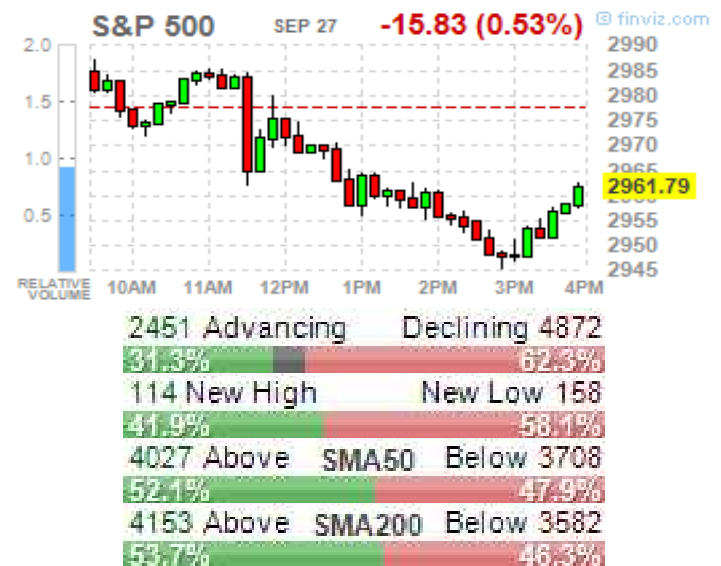 S&P 500 SEP 27 -15.83 (0.53%) © finviz.com
2.0 2990
2985
1.5 2980
2975
2970
1.0 2965
2961.79
0.5 2955
2950
2945
RELATIVE VOLUME 10AM 11AM 12PM 1PM 2PM 3PM 4PM
2451 Advancing Declining 4872
31.3% 62.3%
114 New High New Low 158
41.9% 58.1%
4027 Above SMA50 Below 3708
52.1% 47.9%
4153 Above SMA200 Below 3582
53.7% 46.3%